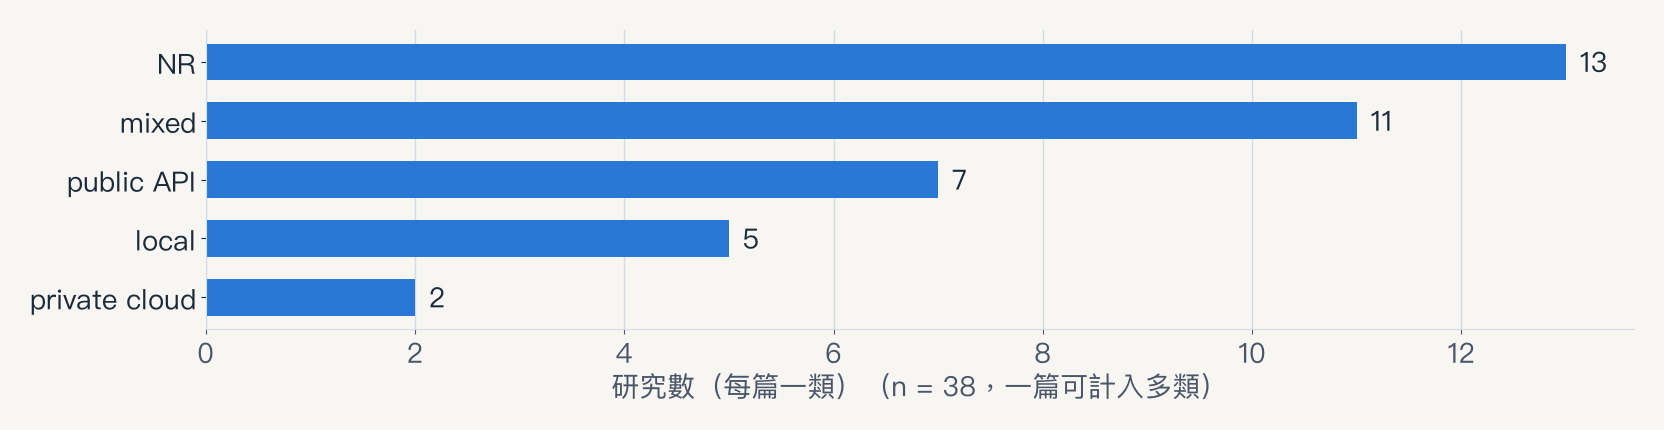 NR 13
mixed 11
public API 7
local 5
private cloud 2
0 2 4 6 8 10 12
研究數（每篇一類）（n = 38，一篇可計入多類）